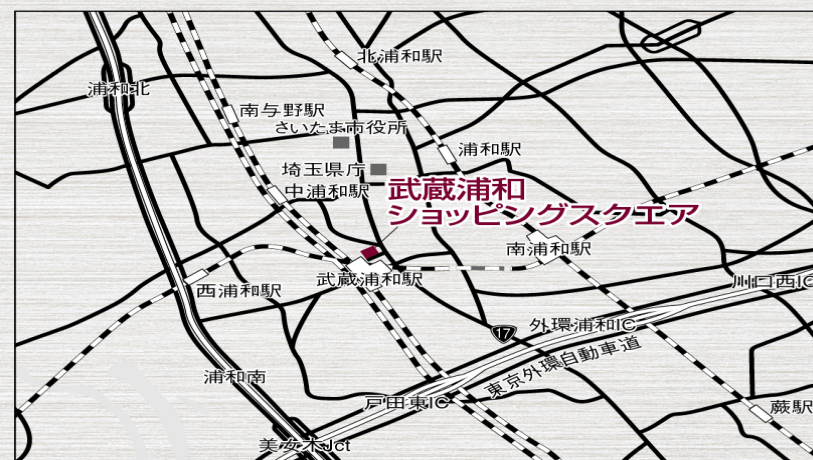 北浦和駅
浦和北
南与野駅
さいたま市役所
浦和駅
埼玉県庁
中浦和駅
武蔵浦和
ショッピングスクエア
南浦和駅
武蔵浦和駅
川口西IC
西浦和駅
17
外環浦和IC
東京外環自動車道
浦和南
戸田東IC
蕨駅
美女木Jct